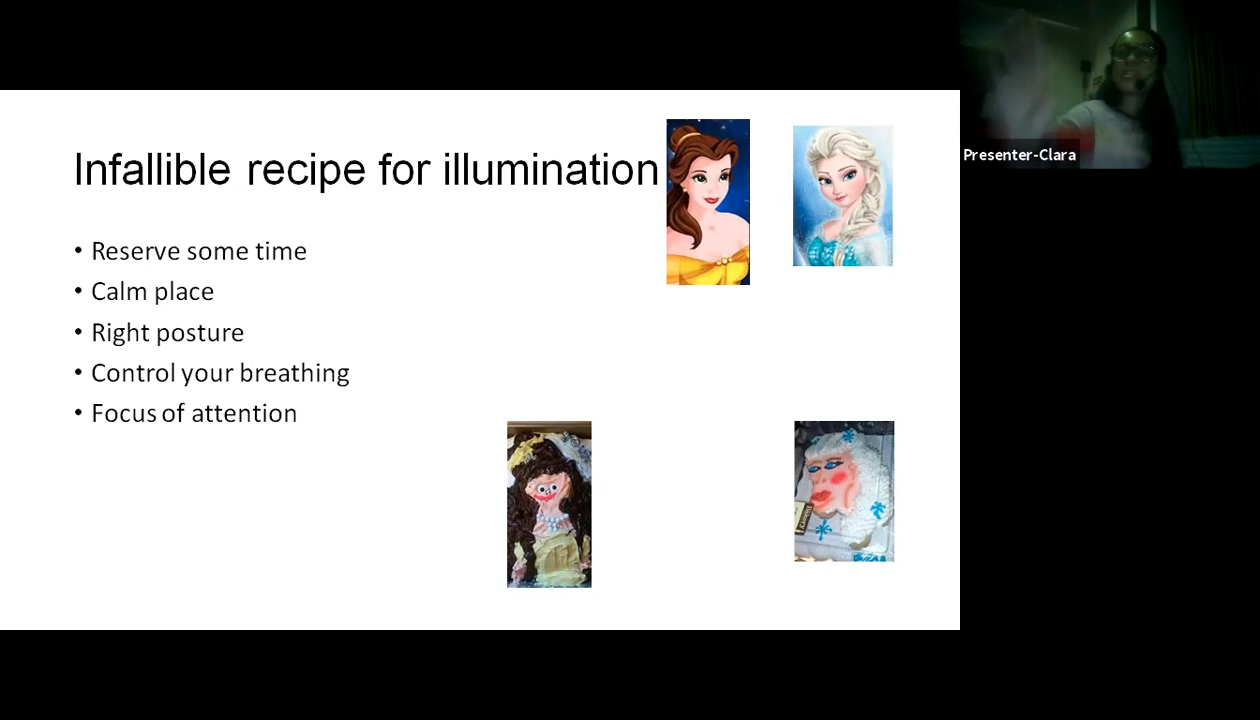 Infallible recipe for illumination
• Reserve some time
• Calm place
• Right posture
• Control your breathing
• Focus of attention
Presenter-Clara